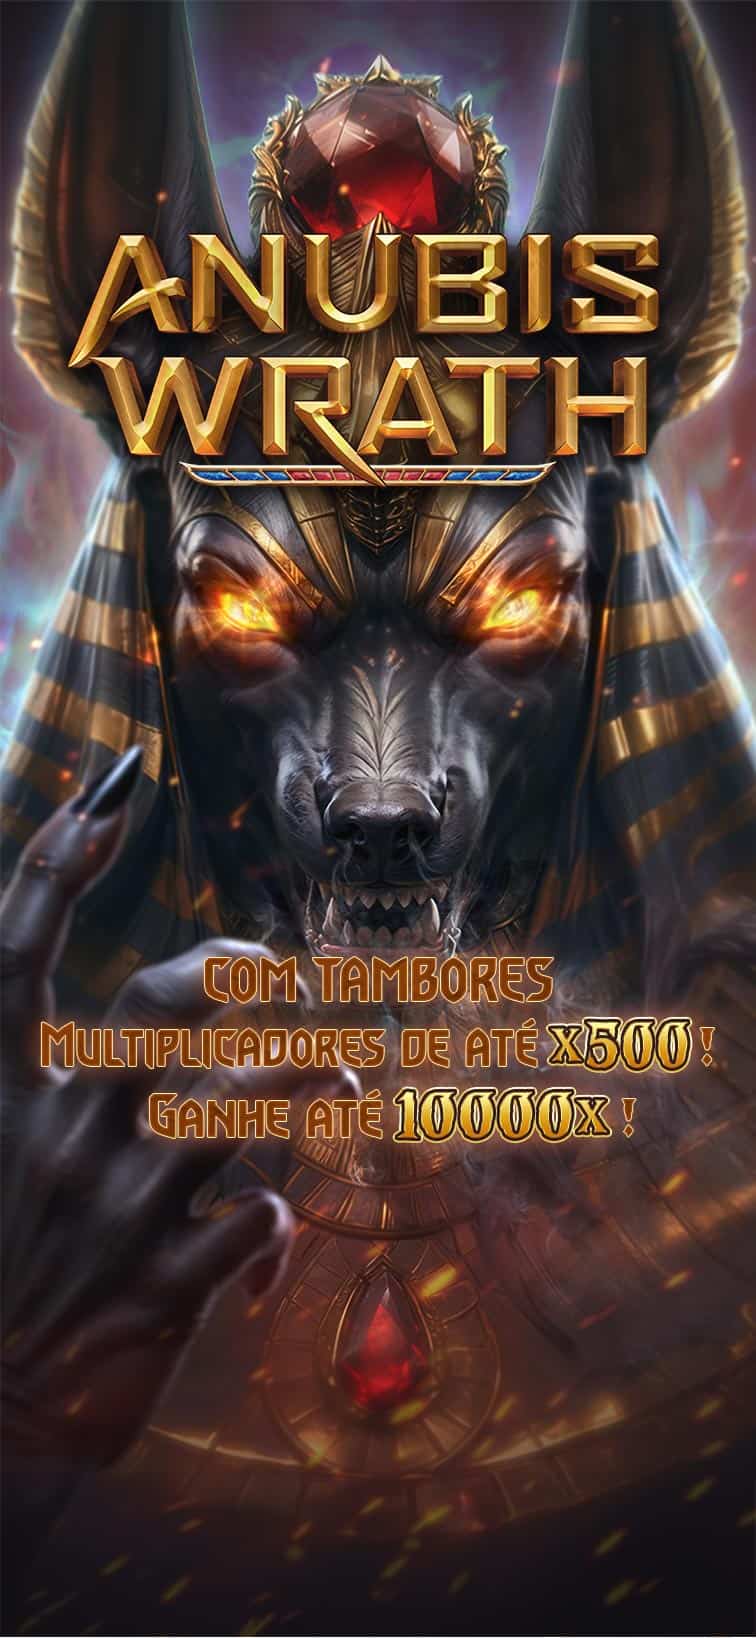 ANUBIS
WRATH
COM TAMBORES
MULTIPLICADORES DE ATÉ X500!
GANHE ATÉ 10000X!